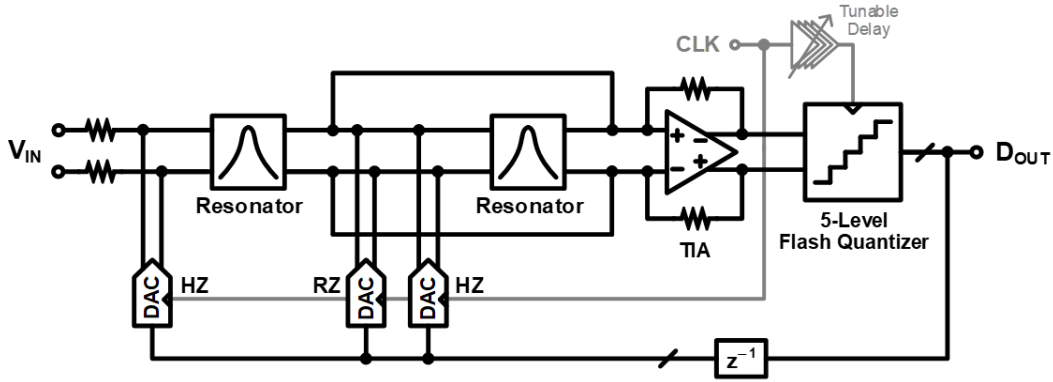 Tunable
Delay
CLK
V_IN
D_OUT
Resonator
Resonator
TIA
5-Level
Flash Quantizer
DAC
HZ
RZ
DAC
DAC
HZ
z⁻¹